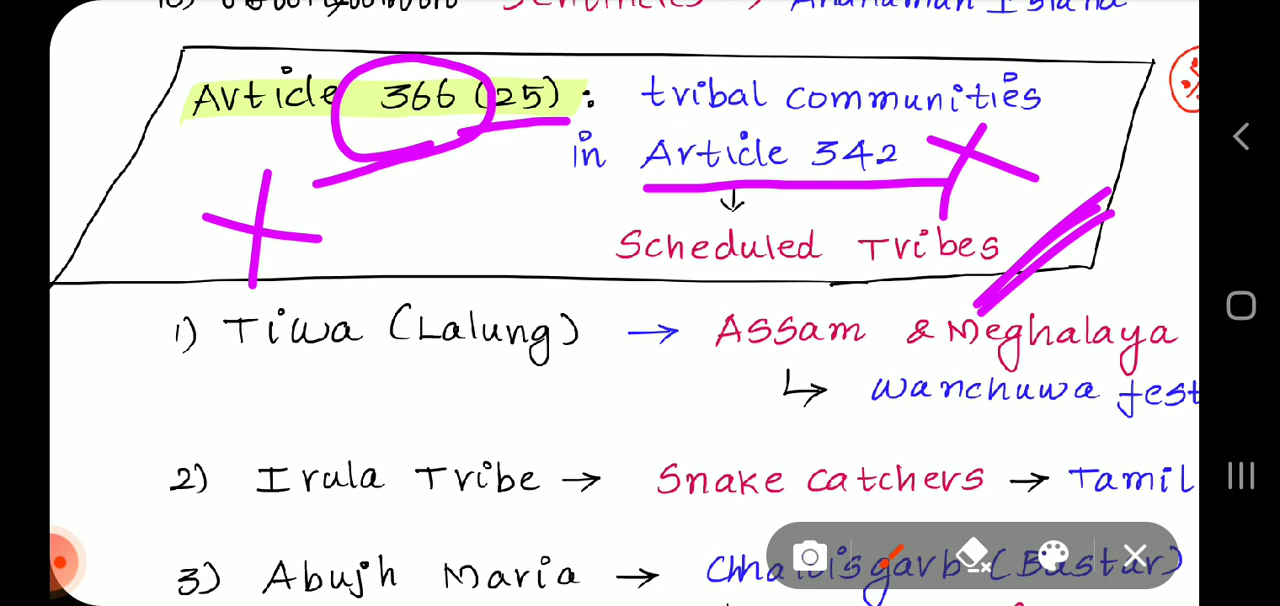 Article 366 (25) : tribal communities
in Article 342
↓
Scheduled Tribes
1) Tiwa (Lalung) → Assam & Meghalaya
↳ Wanchuwa fest
2) Irula Tribe → Snake catchers → Tamil
3) Abujh Maria → (Bastar)